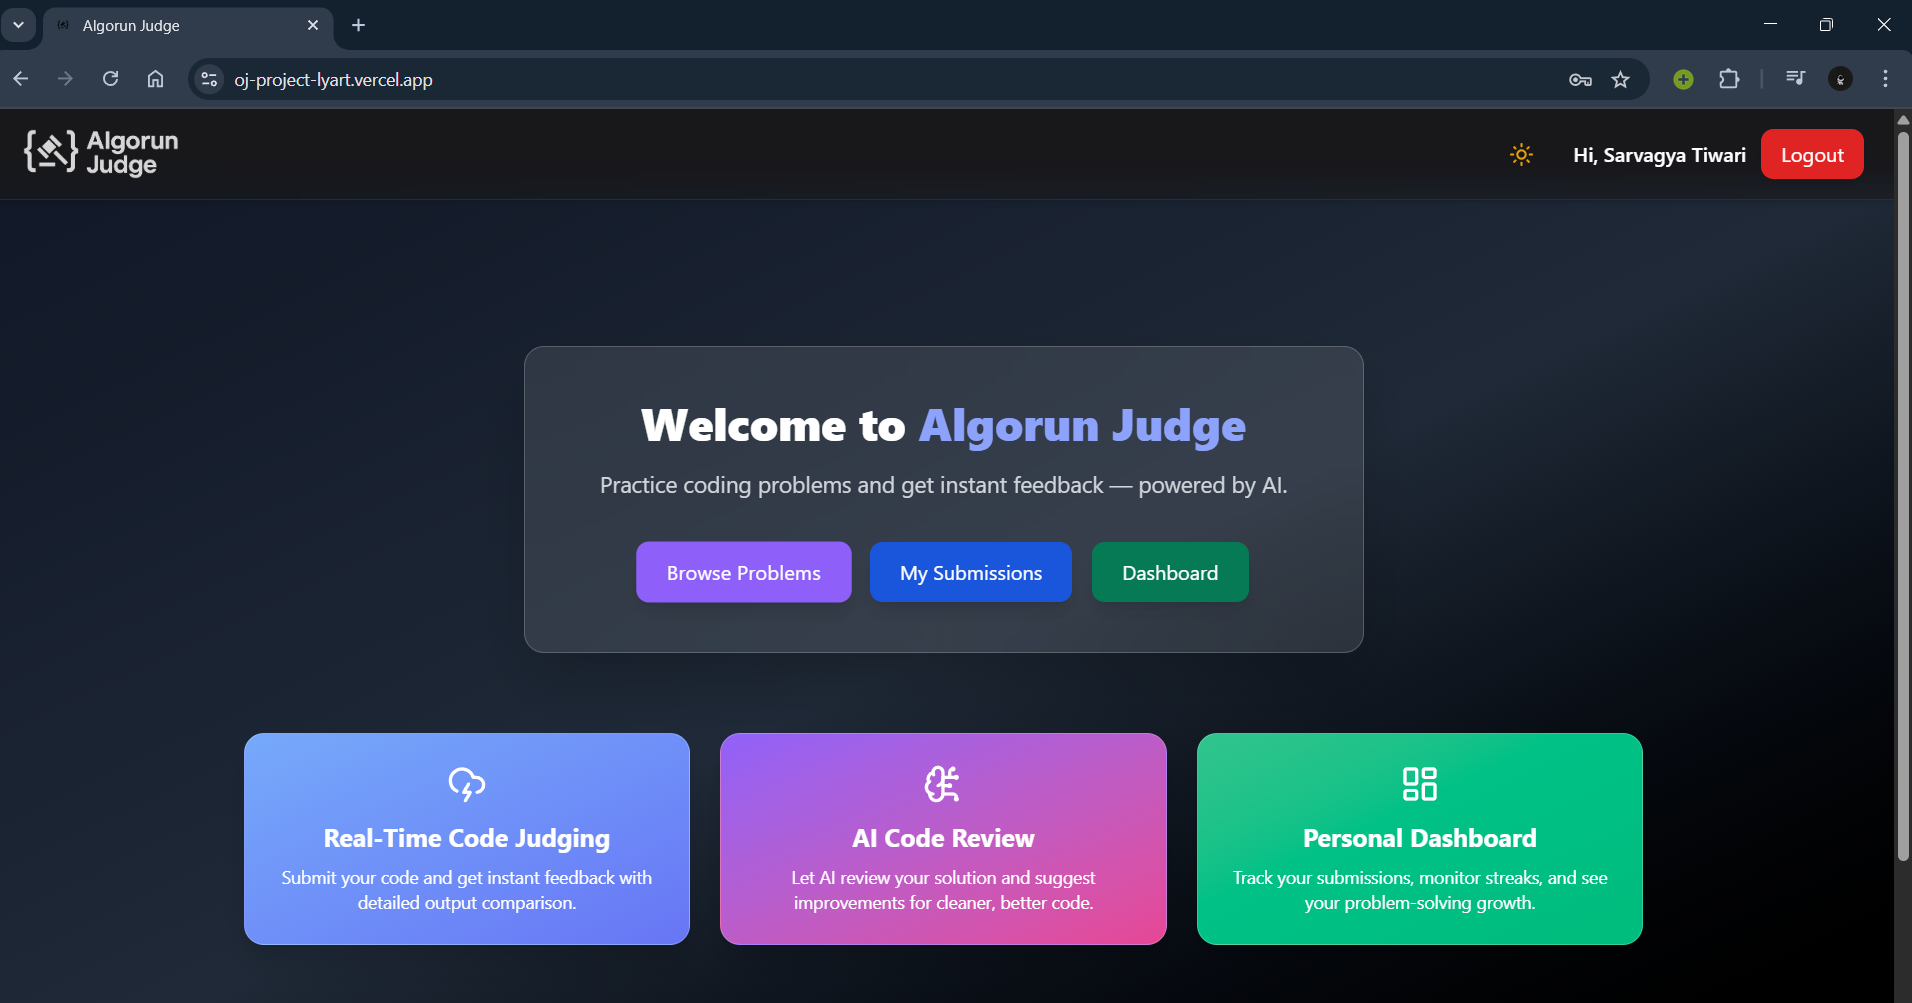 Algorun Judge
oj-project-lyart.vercel.app
Algorun
Judge
Hi, Sarvagya Tiwari
Logout
Welcome to Algorun Judge
Practice coding problems and get instant feedback — powered by AI.
Browse Problems
My Submissions
Dashboard
Real-Time Code Judging
Submit your code and get instant feedback with
detailed output comparison.
AI Code Review
Let AI review your solution and suggest
improvements for cleaner, better code.
Personal Dashboard
Track your submissions, monitor streaks, and see
your problem-solving growth.